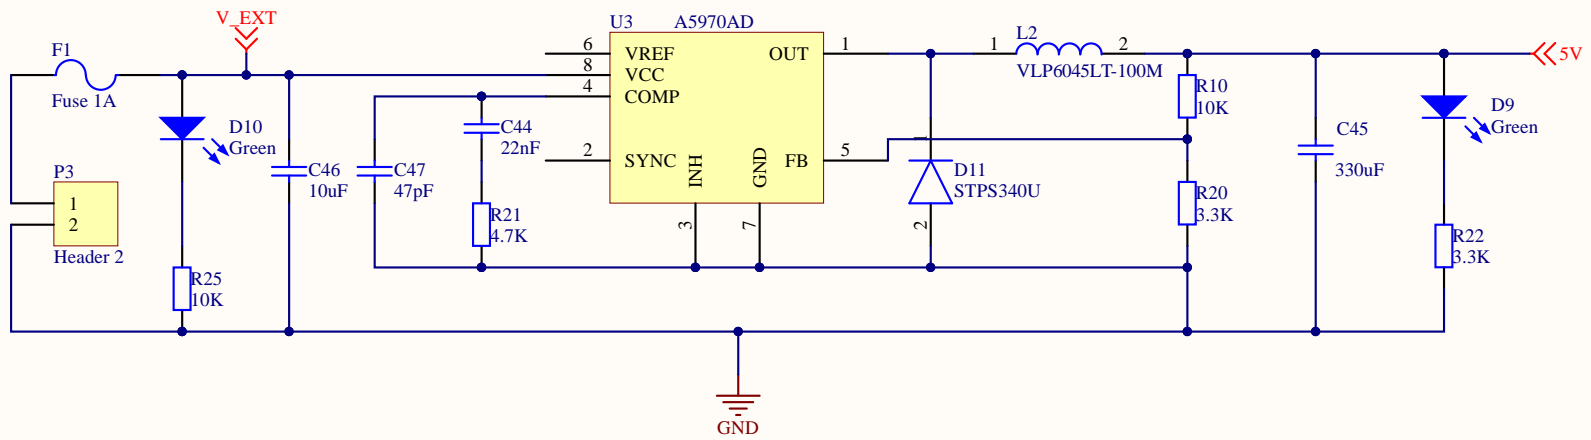 V_EXT
U3 A5970AD
F1
Fuse 1A
6 VREF
8 VCC
4 COMP
2 SYNC
OUT 1
FB 5
INH
3
GND
7
L2
1 2
VLP6045LT-100M
5V
R10
10K
D10
Green
C44
22nF
C46
10uF
C47
47pF
R21
4.7K
P3
1
2
Header 2
R25
10K
1
D11
STPS340U
2
R20
3.3K
C45
330uF
D9
Green
R22
3.3K
GND